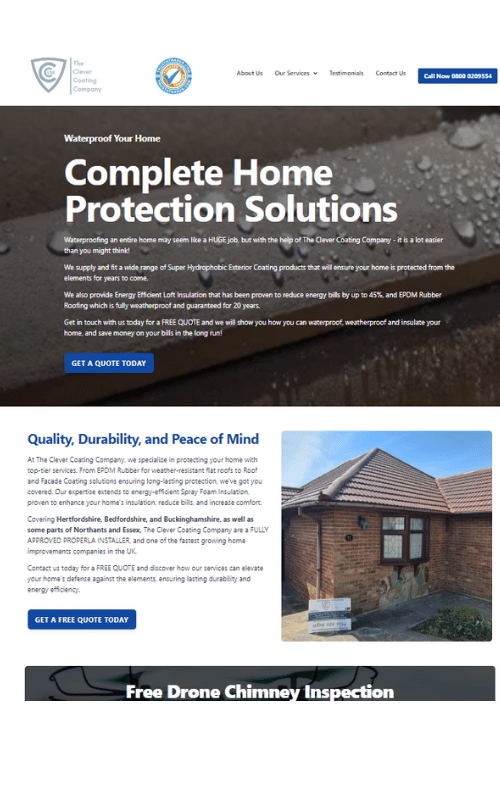 The
Clever
Coating
Company
About Us
Our Services
Testimonials
Contact Us
Call Now 0800 0209554
Waterproof Your Home
Complete Home
Protection Solutions
Waterproofing an entire home may seem like a HUGE job, but with the help of The Clever Coating Company - it is a lot easier
than you might think!
We supply and fit a wide range of Super Hydrophobic Exterior Coating products that will ensure your home is protected from the
elements for years to come.
We also provide Energy Efficient Loft Insulation that has been proven to reduce energy bills by up to 45%, and EPDM Rubber
Roofing which is fully weatherproof and guaranteed for 20 years.
Get in touch with us today for a FREE QUOTE and we will show you how you can waterproof, weatherproof and insulate your
home, and save money on your bills in the long run!
GET A QUOTE TODAY
Quality, Durability, and Peace of Mind
At The Clever Coating Company, we specialize in protecting your home with
top-tier services. From EPDM Rubber for weather-resistant flat roofs to Roof
and Facade Coating solutions ensuring long-lasting protection, we've got you
covered. Our expertise extends to energy-efficient Spray Foam Insulation,
proven to enhance your home's insulation, reduce bills, and increase comfort.
Covering Hertfordshire, Bedfordshire, and Buckinghamshire, as well as
some parts of Northants and Essex, The Clever Coating Company are a FULLY
APPROVED PROPERLA INSTALLER, and one of the fastest growing home
improvements companies in the UK.
Contact us today for a FREE QUOTE and discover how our services can elevate
your home's defense against the elements, ensuring lasting durability and
energy efficiency.
GET A FREE QUOTE TODAY
Free Drone Chimney Inspection